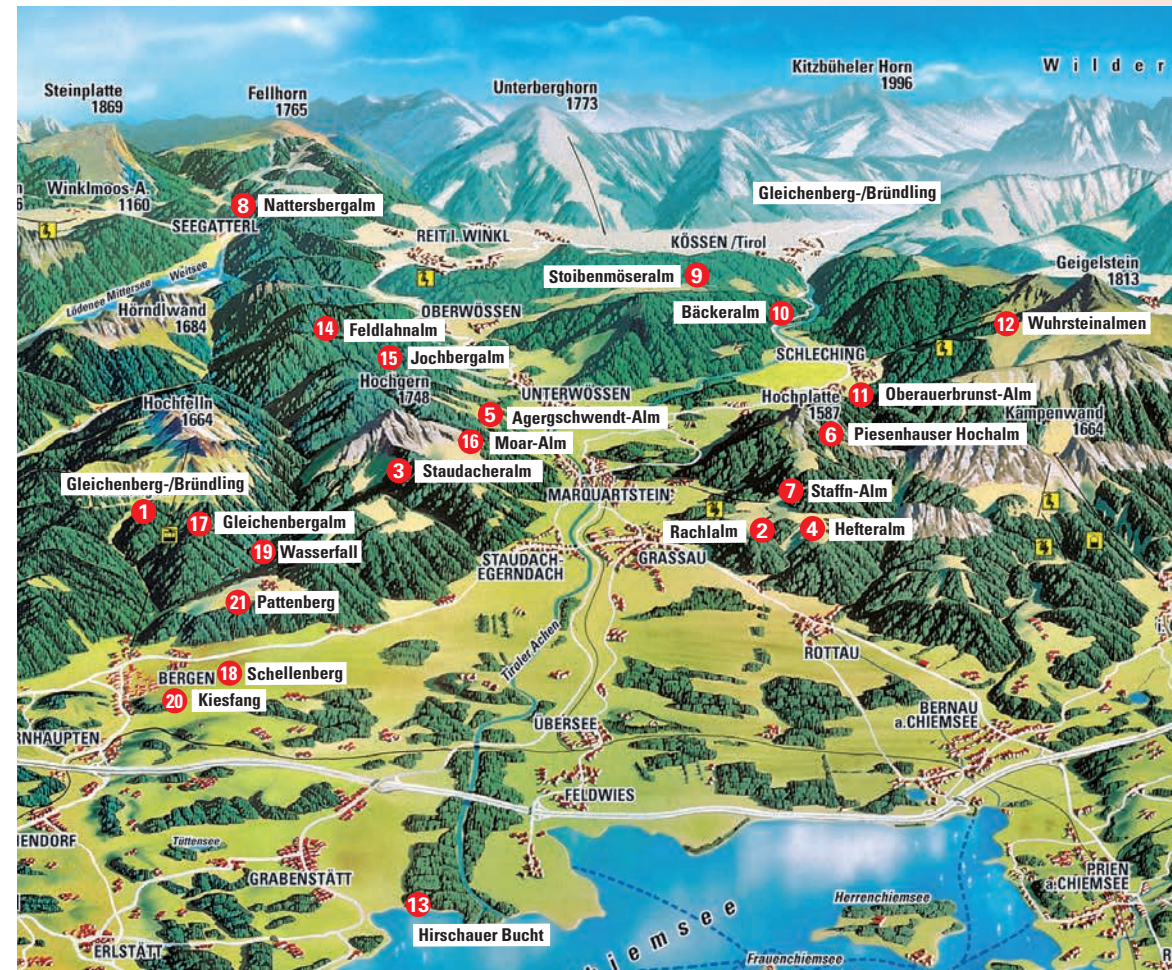 Steinplatte
1869
Fellhorn
1765
Unterberghorn
1773
Kitzbüheler Horn
1996
Wilder
Winklmoos-A.
1160
8 Nattersbergalm
SEEGATTERL
REIT I. WINKL
Gleichenberg-/Bründling
KÖSSEN /Tirol
Geigelstein
1813
Lödensee Mittersee Weitsee
Stoibenmöseralm 9
Hörndlwand
1684
OBERWÖSSEN
Bäckeralm 10
12 Wuhrsteinalmen
14 Feldlahnalm
15 Jochbergalm
SCHLECHING
Hochgern
1748
UNTERWÖSSEN
Hochplatte
1587
11 Oberauerbrunst-Alm
Hochfelln
1664
5 Agergschwendt-Alm
Kampenwand
1664
16 Moar-Alm
6 Piesenhauser Hochalm
3 Staudacheralm
Gleichenberg-/Bründling
1
MARQUARTSTEIN
7 Staffn-Alm
17 Gleichenbergalm
Rachlalm 2
4 Hefteralm
19 Wasserfall
STAUDACH-
EGERNDACH
GRASSAU
21 Pattenberg
Tiroler Achen
ROTTAU
BERGEN
18 Schellenberg
20 Kiesfang
ÜBERSEE
BERNAU
a.CHIEMSEE
RNHAUPTEN
FELDWIES
IENDORF
Tüttensee
GRABENSTÄTT
PRIEN
a.CHIEMSEE
13
Hirschauer Bucht
Herrenchiemsee
ERLSTÄTT
hiemsee
Frauenchiemsee